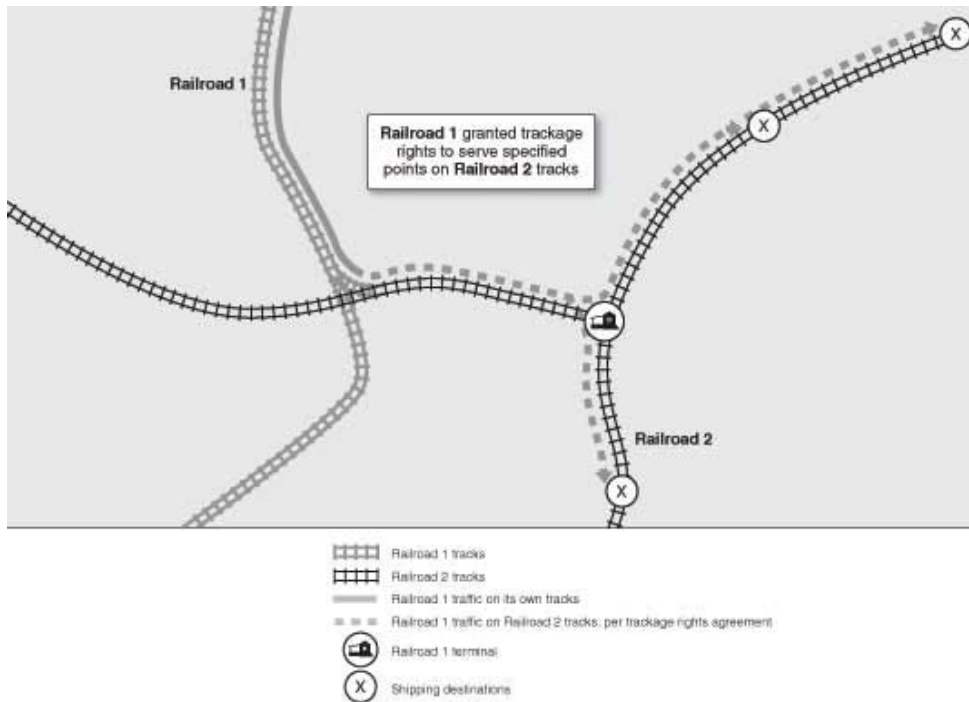 Railroad 1
Railroad 1 granted trackage
rights to serve specified
points on Railroad 2 tracks
X
X
Railroad 2
X
Railroad 1 tracks
Railroad 2 tracks
Railroad 1 traffic on its own tracks
Railroad 1 traffic on Railroad 2 tracks, per trackage rights agreement
Railroad 1 terminal
X
Shipping destinations